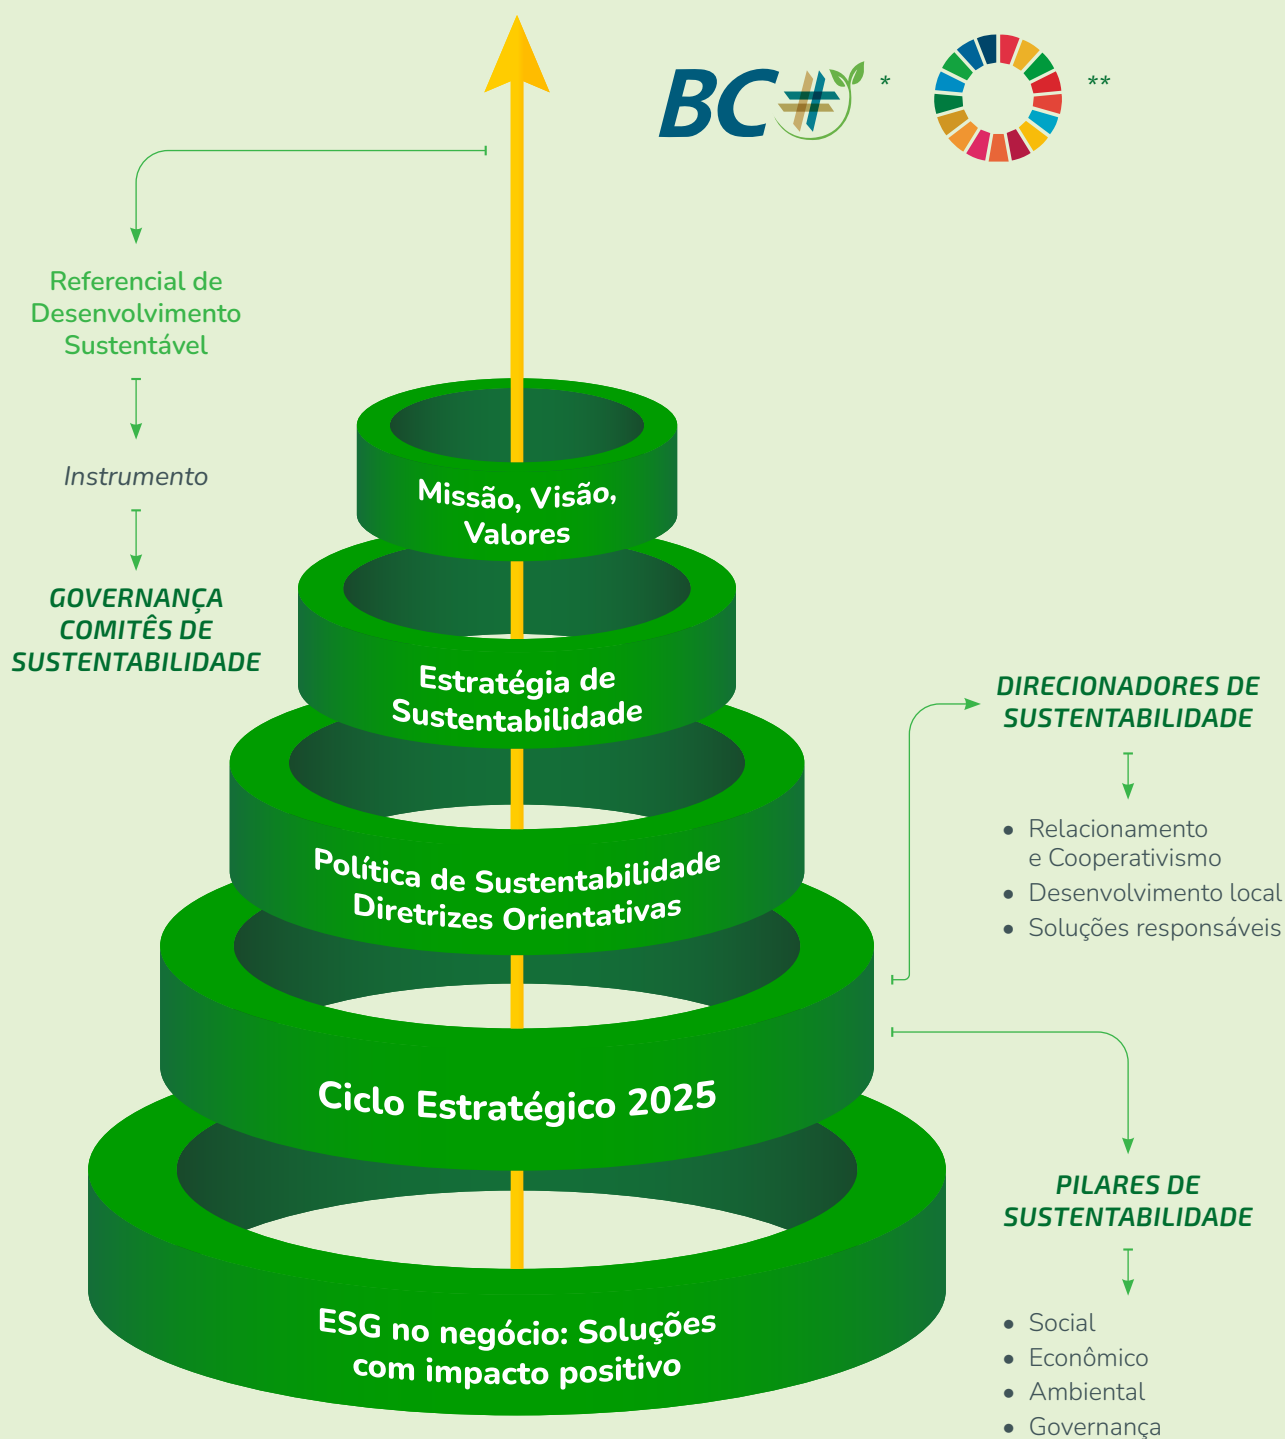 BC# *
**
Referencial de
Desenvolvimento
Sustentável
Instrumento
GOVERNANÇA
COMITÊS DE
SUSTENTABILIDADE
Missão, Visão,
Valores
Estratégia de
Sustentabilidade
Política de Sustentabilidade
Diretrizes Orientativas
Ciclo Estratégico 2025
ESG no negócio: Soluções
com impacto positivo
DIRECIONADORES DE
SUSTENTABILIDADE
• Relacionamento
e Cooperativismo
• Desenvolvimento local
• Soluções responsáveis
PILARES DE
SUSTENTABILIDADE
• Social
• Econômico
• Ambiental
• Governança